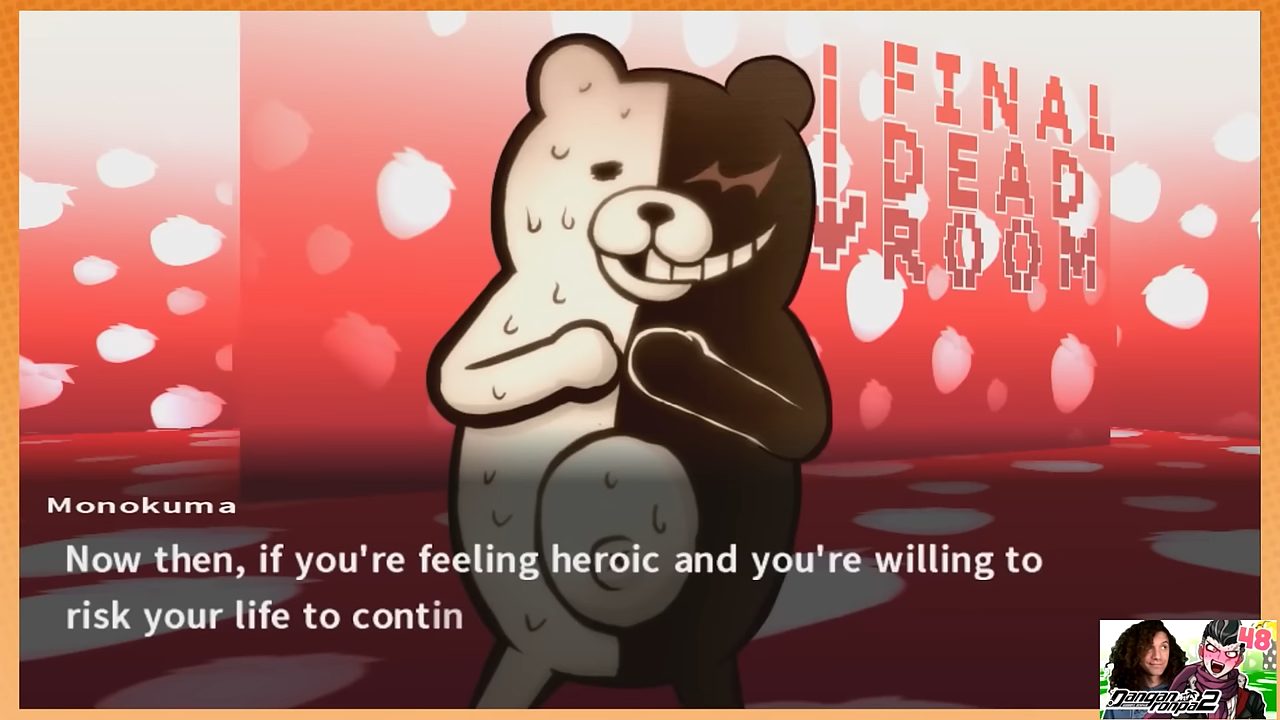 FINAL
DEAD
ROOM
Monokuma
Now then, if you're feeling heroic and you're willing to
risk your life to contin
48
Danganronpa2